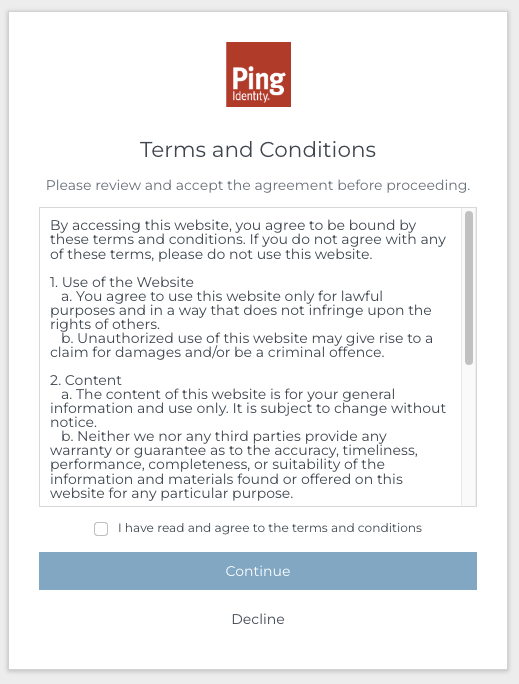 Ping
Identity.
Terms and Conditions
Please review and accept the agreement before proceeding.
By accessing this website, you agree to be bound by
these terms and conditions. If you do not agree with any
of these terms, please do not use this website.
1. Use of the Website
a. You agree to use this website only for lawful
purposes and in a way that does not infringe upon the
rights of others.
b. Unauthorized use of this website may give rise to a
claim for damages and/or be a criminal offence.
2. Content
a. The content of this website is for your general
information and use only. It is subject to change without
notice.
b. Neither we nor any third parties provide any
warranty or guarantee as to the accuracy, timeliness,
performance, completeness, or suitability of the
information and materials found or offered on this
website for any particular purpose.
I have read and agree to the terms and conditions
Continue
Decline